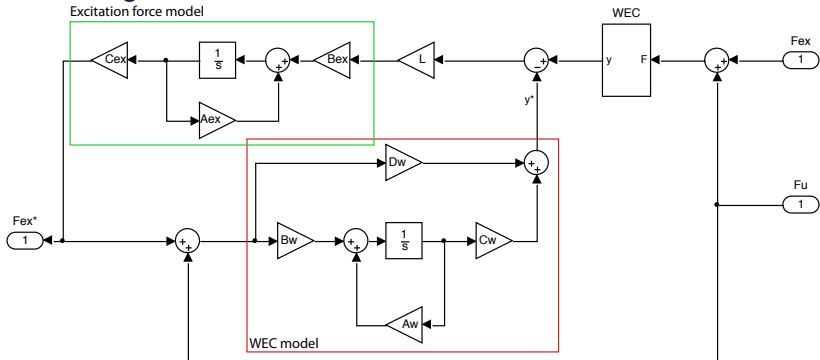 Excitation force model
WEC
Fex
1
Cex
1
s
+
+
Bex
L
−
+
y
F
+
+
1
Aex
y*
Dw
+
+
Fu
1
Fex*
1
+
+
Bw
+
+
1
s
Cw
Aw
WEC model